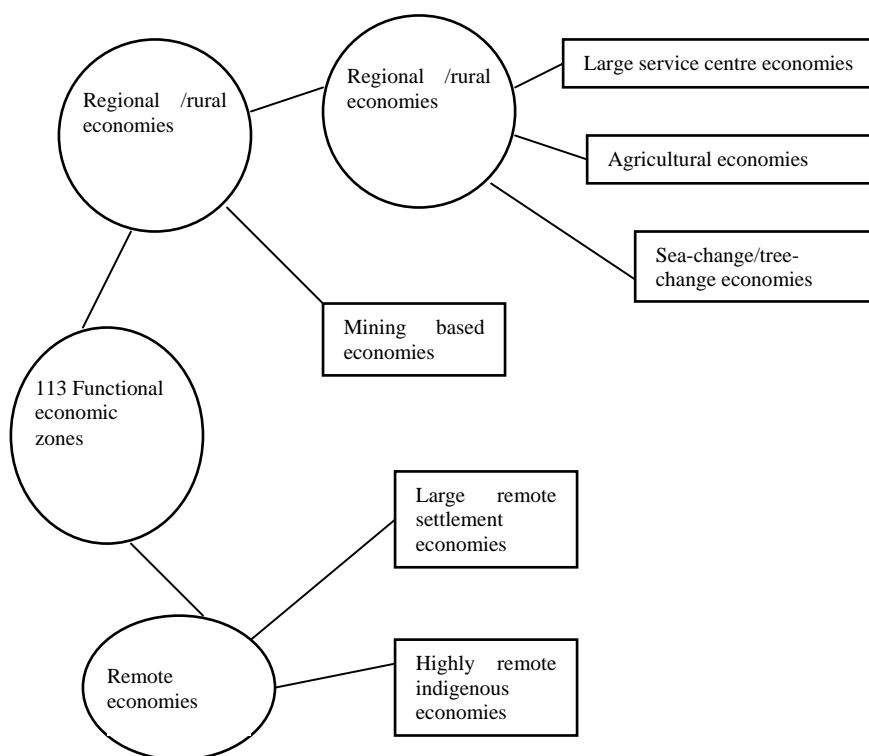 Regional /rural
economies
Regional /rural
economies
Large service centre economies
Agricultural economies
Sea-change/tree-
change economies
Mining based
economies
113 Functional
economic
zones
Large remote
settlement
economies
Remote
economies
Highly remote
indigenous
economies